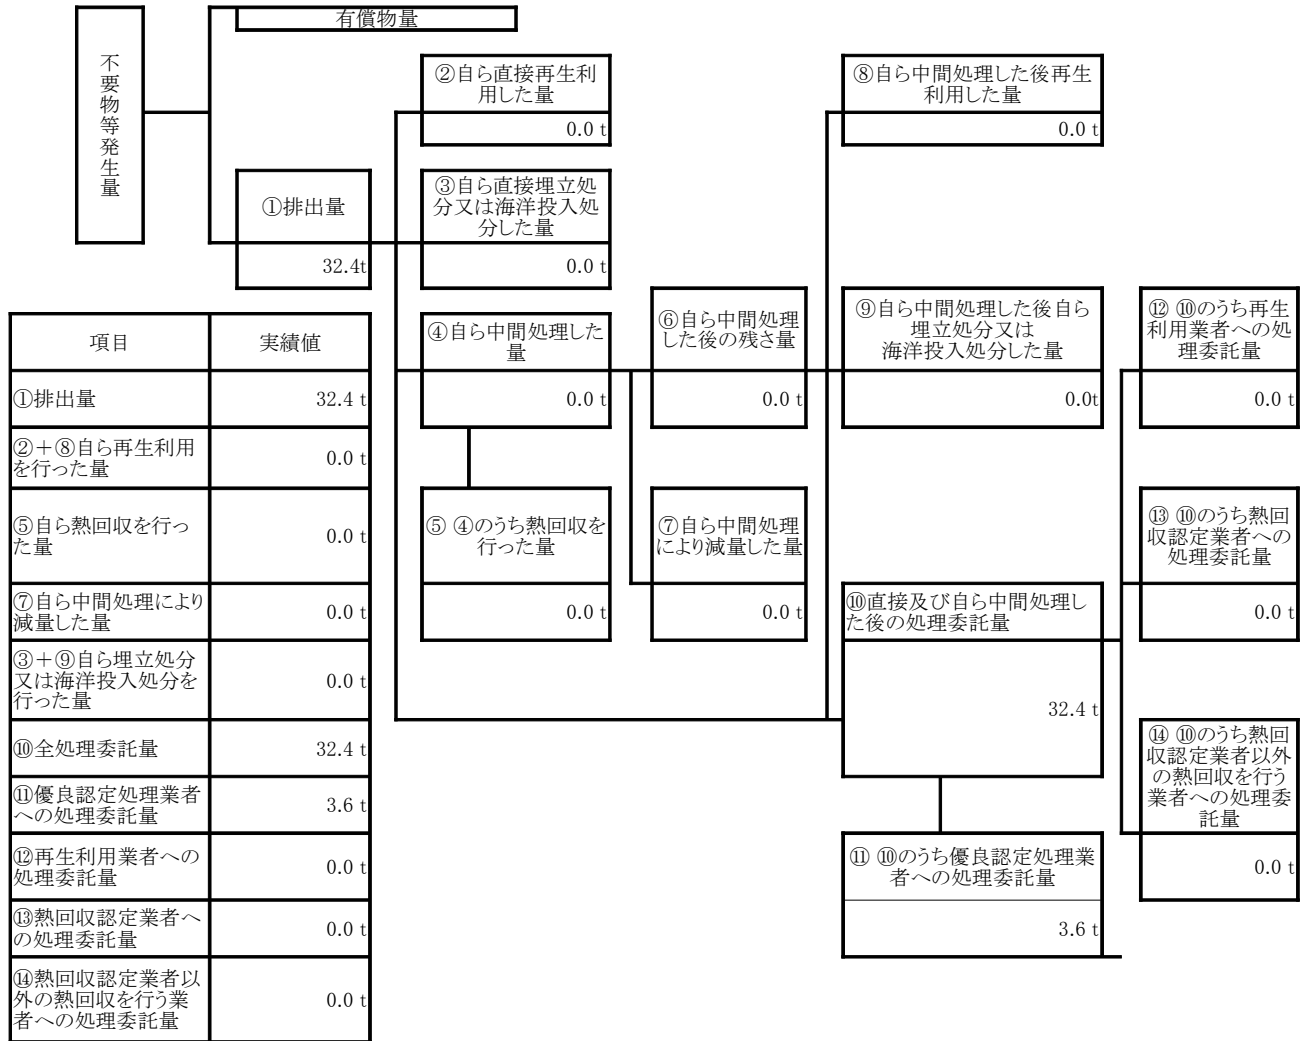 有償物量
不要物等発生量
②自ら直接再生利
用した量
0.0 t
⑧自ら中間処理した後再生
利用した量
0.0 t
①排出量
32.4t
③自ら直接埋立処
分又は海洋投入処
分した量
0.0 t
④自ら中間処理した
量
0.0 t
⑥自ら中間処理
した後の残さ量
0.0 t
⑨自ら中間処理した後自ら
埋立処分又は
海洋投入処分した量
0.0t
⑫ ⑩のうち再生
利用業者への処
理委託量
0.0 t
⑤ ④のうち熱回収を
行った量
0.0 t
⑦自ら中間処理
により減量した量
0.0 t
⑬ ⑩のうち熱回
収認定業者への
処理委託量
0.0 t
⑩直接及び自ら中間処理し
た後の処理委託量
32.4 t
⑭ ⑩のうち熱回
収認定業者以外
の熱回収を行う
業者への処理委
託量
0.0 t
⑪ ⑩のうち優良認定処理業
者への処理委託量
3.6 t
項目 実績値
①排出量 32.4 t
②＋⑧自ら再生利用
を行った量
0.0 t
⑤自ら熱回収を行っ
た量
0.0 t
⑦自ら中間処理により
減量した量
0.0 t
③＋⑨自ら埋立処分
又は海洋投入処分を
行った量
0.0 t
⑩全処理委託量 32.4 t
⑪優良認定処理業者
への処理委託量
3.6 t
⑫再生利用業者への
処理委託量
0.0 t
⑬熱回収認定業者へ
の処理委託量
0.0 t
⑭熱回収認定業者以
外の熱回収を行う業
者への処理委託量
0.0 t